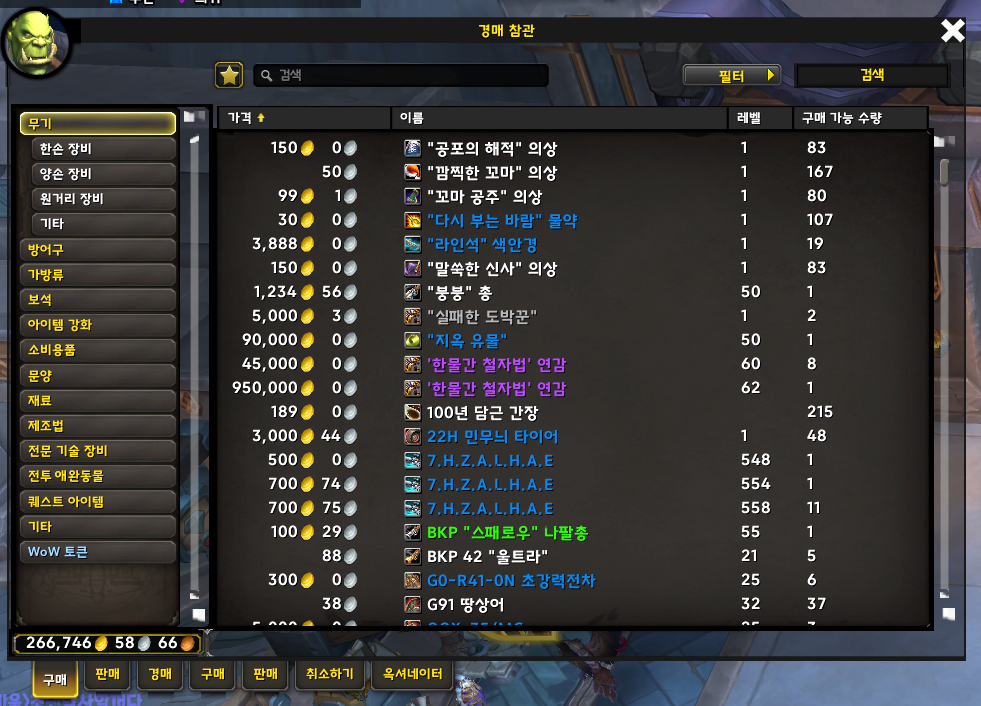 경매 참관
검색
필터
검색
무기
한손 장비
양손 장비
원거리 장비
기타
방어구
가방류
보석
아이템 강화
소비용품
문양
재료
제조법
전문 기술 장비
전투 애완동물
퀘스트 아이템
기타
WoW 토큰
가격 이름 레벨 구매 가능 수량
150 0 "공포의 해적" 의상 1 83
50 "깜찍한 꼬마" 의상 1 167
99 1 "꼬마 공주" 의상 1 80
30 0 "다시 부는 바람" 물약 1 107
3,888 0 "라인석" 색안경 1 19
150 0 "말쑥한 신사" 의상 1 83
1,234 56 "붕붕" 총 50 1
5,000 3 "실패한 도박꾼" 1 2
90,000 0 "지옥 유물" 50 1
45,000 0 '한물간 철자법' 연감 60 8
950,000 0 '한물간 철자법' 연감 62 1
189 0 100년 담근 간장 215
3,000 44 22H 민무늬 타이어 1 48
500 0 7.H.Z.A.L.H.A.E 548 1
700 74 7.H.Z.A.L.H.A.E 554 1
700 75 7.H.Z.A.L.H.A.E 558 11
100 29 BKP "스패로우" 나팔총 55 1
88 BKP 42 "울트라" 21 5
300 0 G0-R41-0N 초강력전차 25 6
38 G91 땅상어 32 37
266,746 58 66
구매 판매 경매 구매 판매 취소하기 옥셔네이터